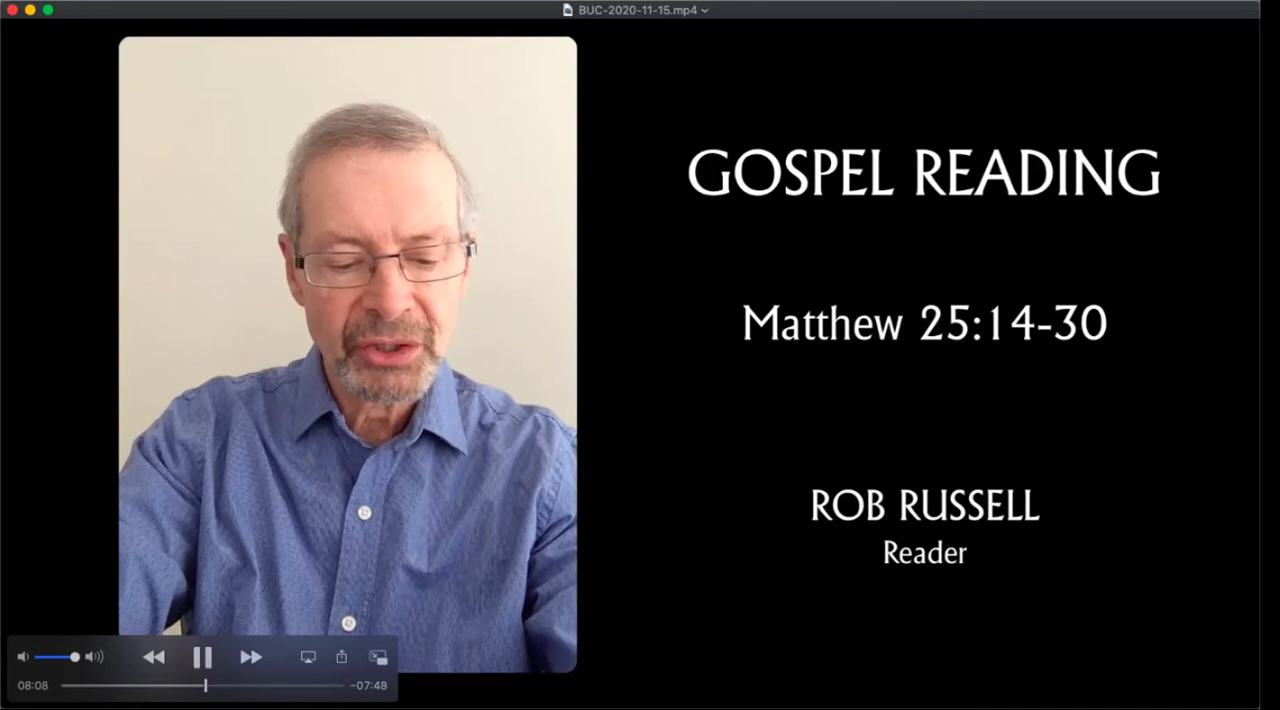 BUC-2020-11-15.mp4
GOSPEL READING
Matthew 25:14-30
ROB RUSSELL
Reader
08:08
-07:48